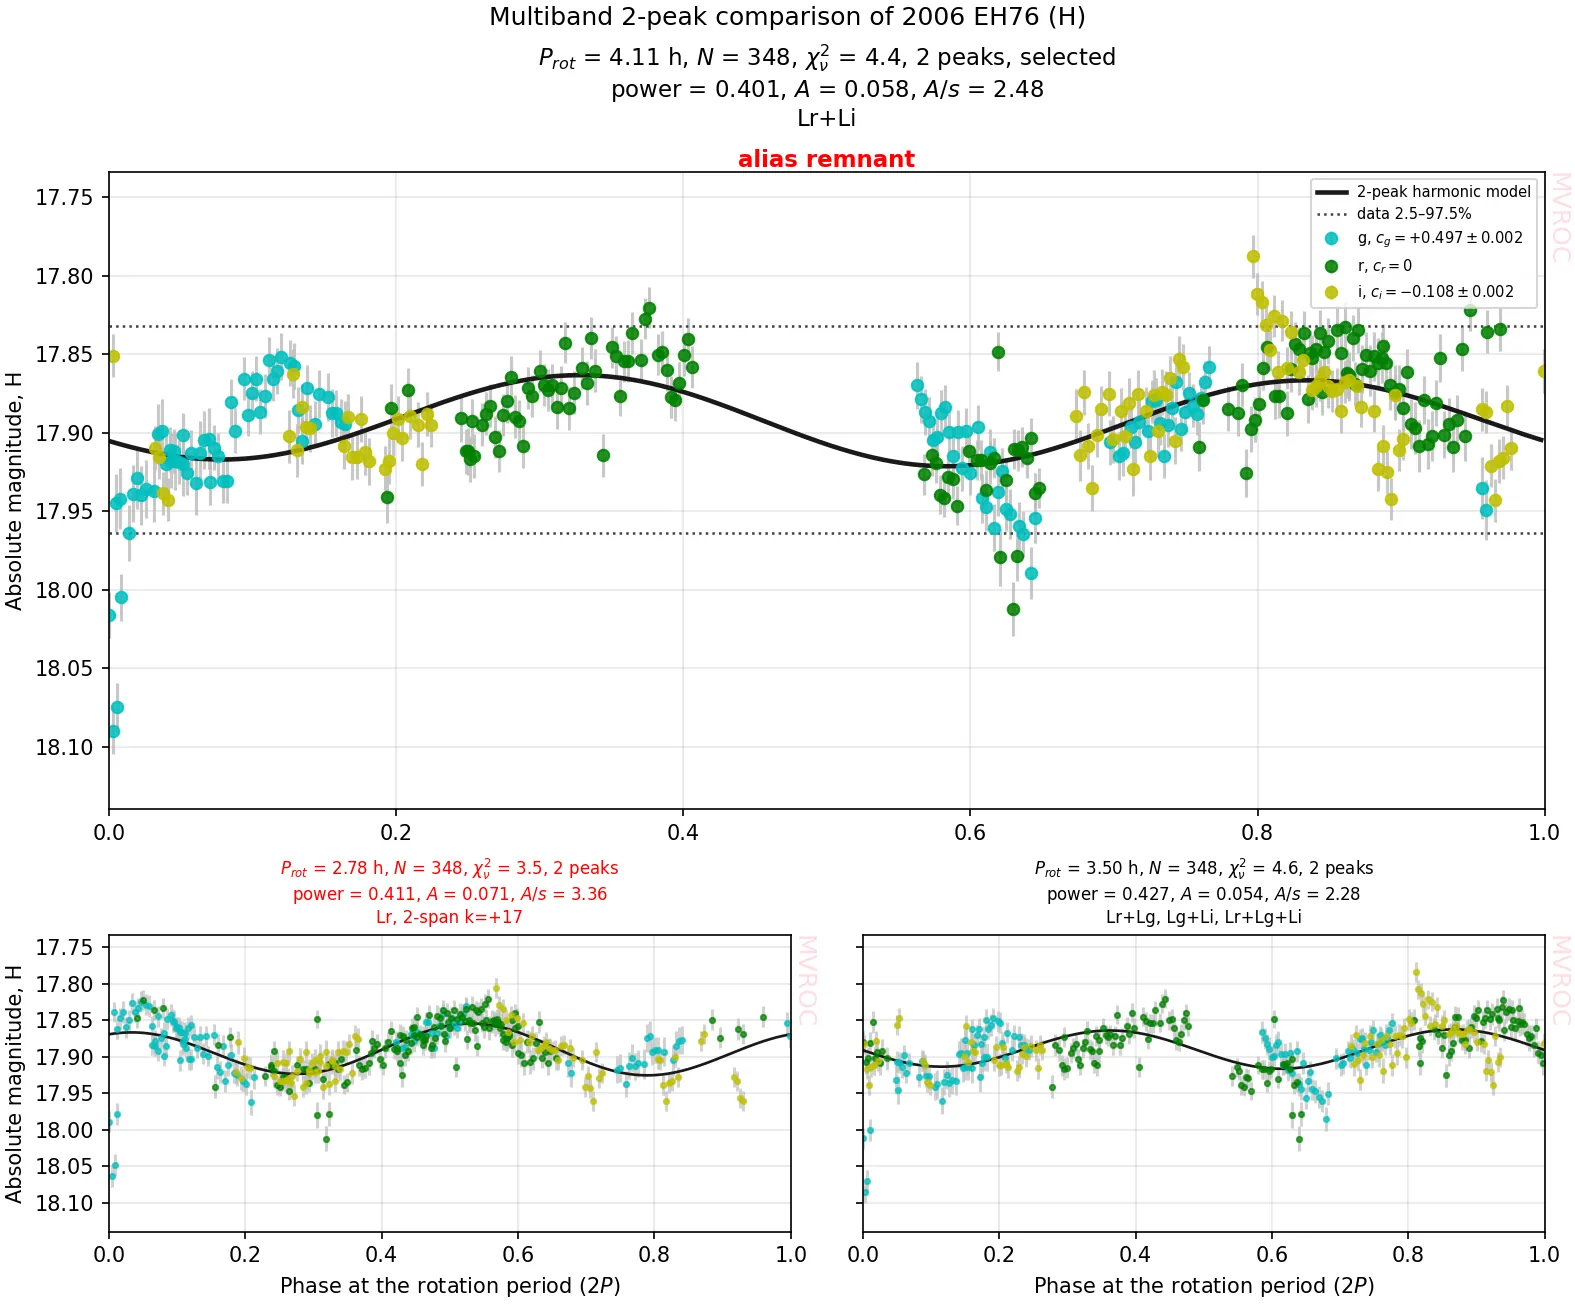 Multiband 2-peak comparison of 2006 EH76 (H)
P_rot = 4.11 h, N = 348, χ²_ν = 4.4, 2 peaks, selected
power = 0.401, A = 0.058, A/s = 2.48
Lr+Li
alias remnant
2-peak harmonic model
data 2.5–97.5%
g, c_g = +0.497 ± 0.002
r, c_r = 0
i, c_i = −0.108 ± 0.002
MVROC
Absolute magnitude, H
17.75
17.80
17.85
17.90
17.95
18.00
18.05
18.10
0.0 0.2 0.4 0.6 0.8 1.0
P_rot = 2.78 h, N = 348, χ²_ν = 3.5, 2 peaks
power = 0.411, A = 0.071, A/s = 3.36
Lr, 2-span k=+17
MVROC
Absolute magnitude, H
17.75
17.80
17.85
17.90
17.95
18.00
18.05
18.10
0.0 0.2 0.4 0.6 0.8 1.0
Phase at the rotation period (2P)
P_rot = 3.50 h, N = 348, χ²_ν = 4.6, 2 peaks
power = 0.427, A = 0.054, A/s = 2.28
Lr+Lg, Lg+Li, Lr+Lg+Li
MVROC
0.0 0.2 0.4 0.6 0.8 1.0
Phase at the rotation period (2P)